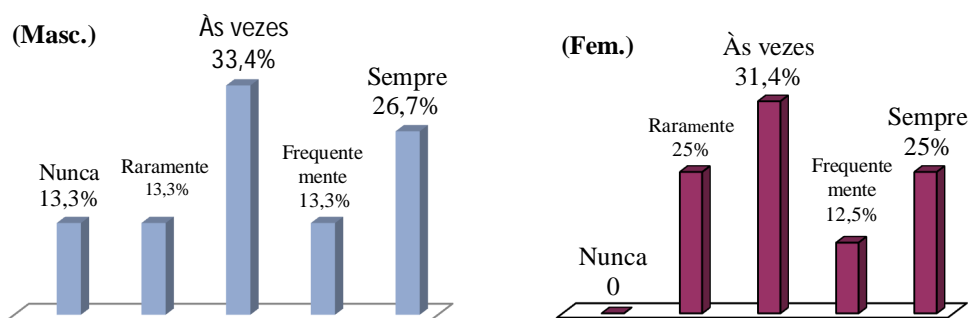 (Masc.)
Às vezes
33,4%
Sempre
26,7%
Nunca
13,3%
Raramente
13,3%
Frequente
mente
13,3%
(Fem.)
Às vezes
31,4%
Raramente
25%
Sempre
25%
Frequente
mente
12,5%
Nunca
0